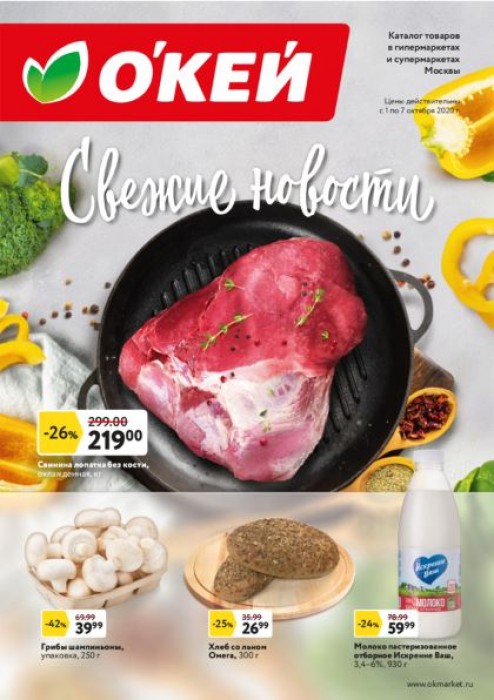 О'КЕЙ
Каталог товаров
в гипермаркетах
и супермаркетах
Москвы
Цены действительны
с 1 по 7 октября 2020 г.
Свежие новости
-26%
299.00
219 00
Свинина лопатка без кости,
охлажденная, кг
-42%
69.99
39 99
Грибы шампиньоны,
упаковка, 250 г
-25%
35.99
26 99
Хлеб со льном
Омега, 300 г
Искренне
Ваш
МОЛОКО
-24%
78.99
59 99
Молоко пастеризованное
отборное Искренне Ваш,
3,4–6%, 930 г
www.okmarket.ru